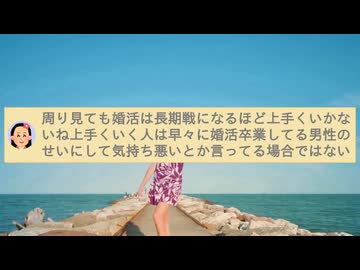 周り見ても婚活は長期戦になるほど上手くいかな
いね上手くいく人は早々に婚活卒業してる男性の
せいにして気持ち悪いとか言ってる場合ではない